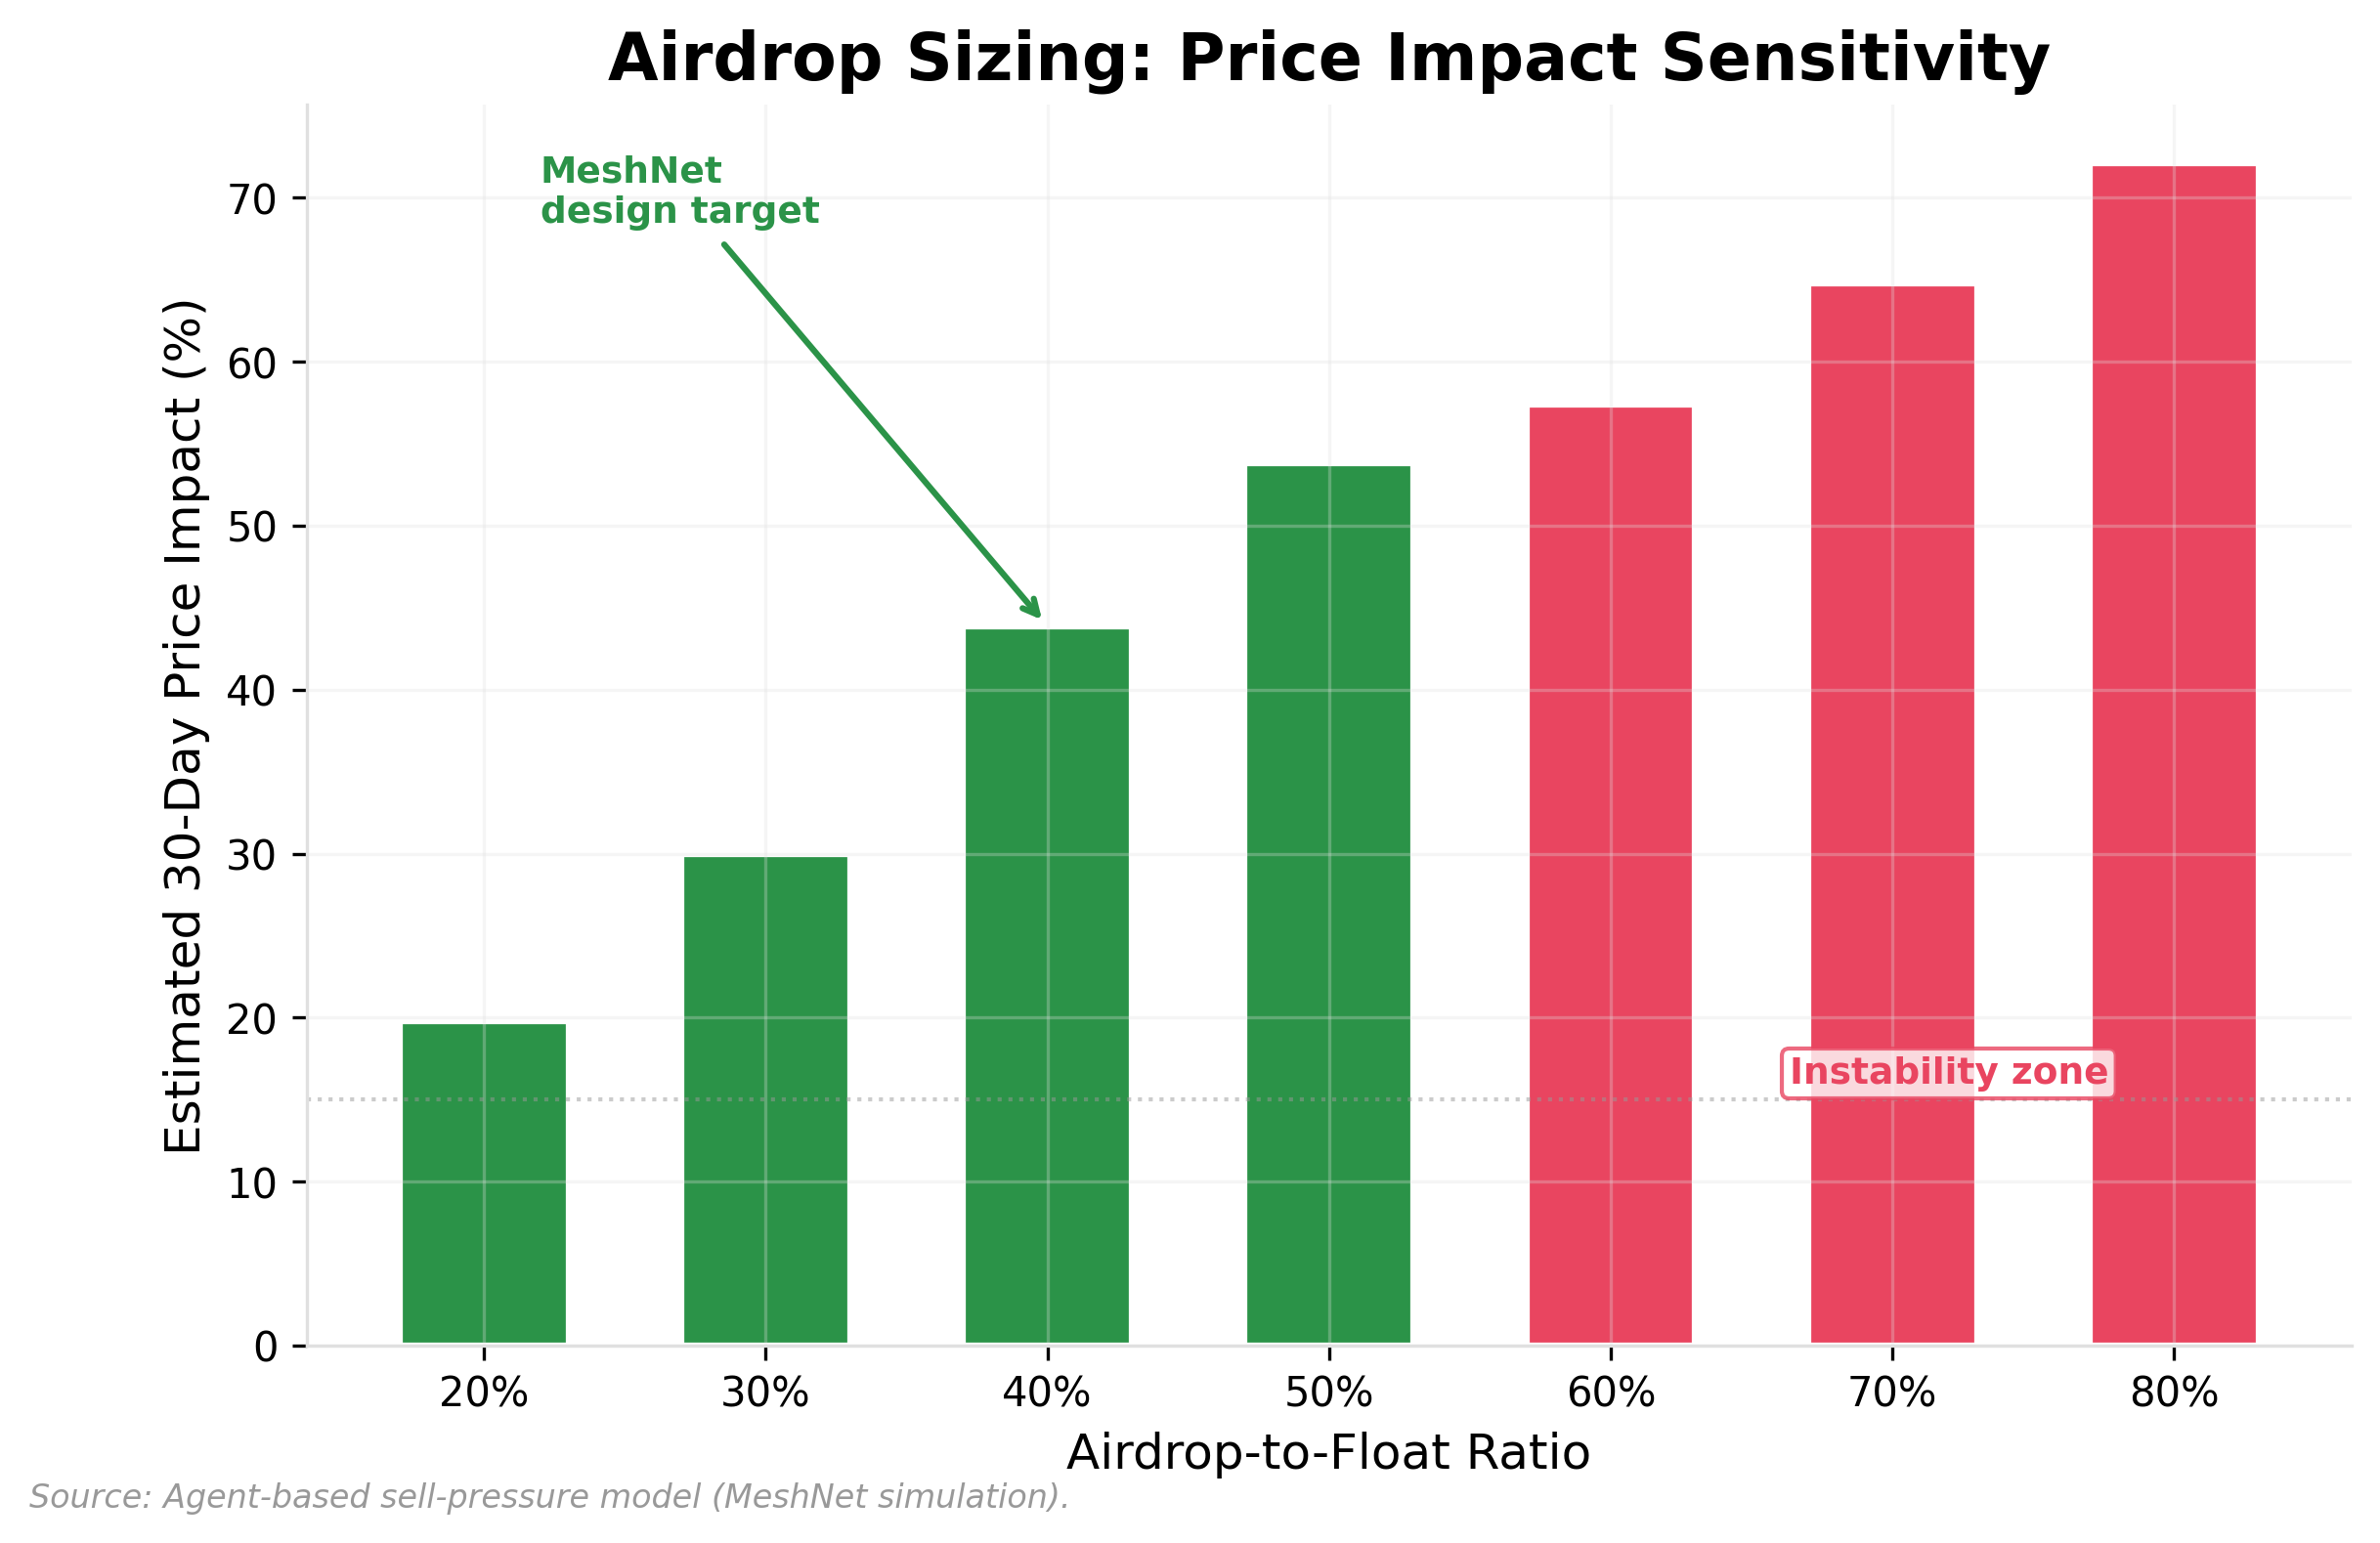 Airdrop Sizing: Price Impact Sensitivity
MeshNet
design target
Estimated 30-Day Price Impact (%)
70
60
50
40
30
20
10
0
Instability zone
20%
30%
40%
50%
60%
70%
80%
Airdrop-to-Float Ratio
Source: Agent-based sell-pressure model (MeshNet simulation).